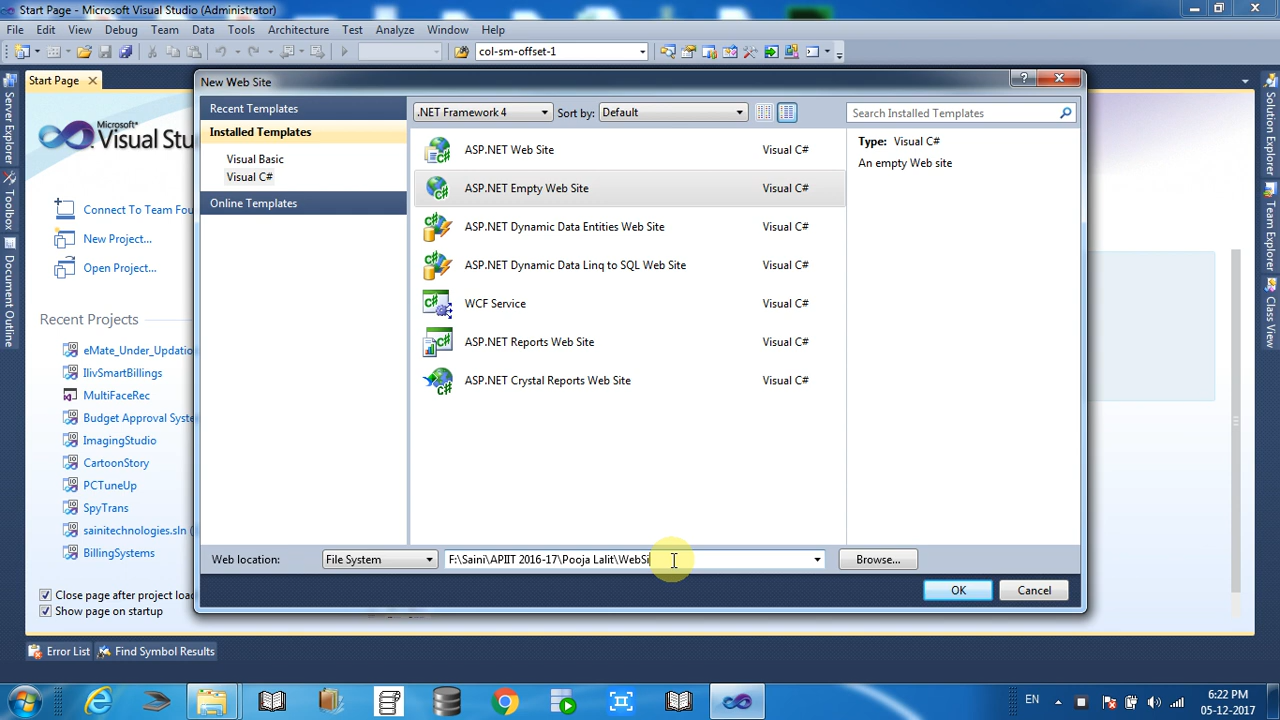 Start Page - Microsoft Visual Studio (Administrator)
File Edit View Debug Team Data Tools Architecture Test Analyze Window Help
col-sm-offset-1
Start Page
New Web Site
Recent Templates
Installed Templates
Visual Basic
Visual C#
Online Templates
.NET Framework 4
Sort by: Default
Search Installed Templates
ASP.NET Web Site Visual C#
ASP.NET Empty Web Site Visual C#
ASP.NET Dynamic Data Entities Web Site Visual C#
ASP.NET Dynamic Data Linq to SQL Web Site Visual C#
WCF Service Visual C#
ASP.NET Reports Web Site Visual C#
ASP.NET Crystal Reports Web Site Visual C#
Type: Visual C#
An empty Web site
Web location: File System F:\Saini\APIIT 2016-17\Pooja Lalit\WebSi Browse...
OK Cancel
Microsoft
Visual Stu
Connect To Team Fou
New Project...
Open Project...
Recent Projects
eMate_Under_Updatio
IlivSmartBillings
MultiFaceRec
Budget Approval Syste
ImagingStudio
CartoonStory
PCTuneUp
SpyTrans
sainitechnologies.sln (
BillingSystems
Close page after project loa
Show page on startup
Server Explorer
Toolbox
Document Outline
Solution Explorer
Team Explorer
Class View
Error List Find Symbol Results
EN
6:22 PM
05-12-2017